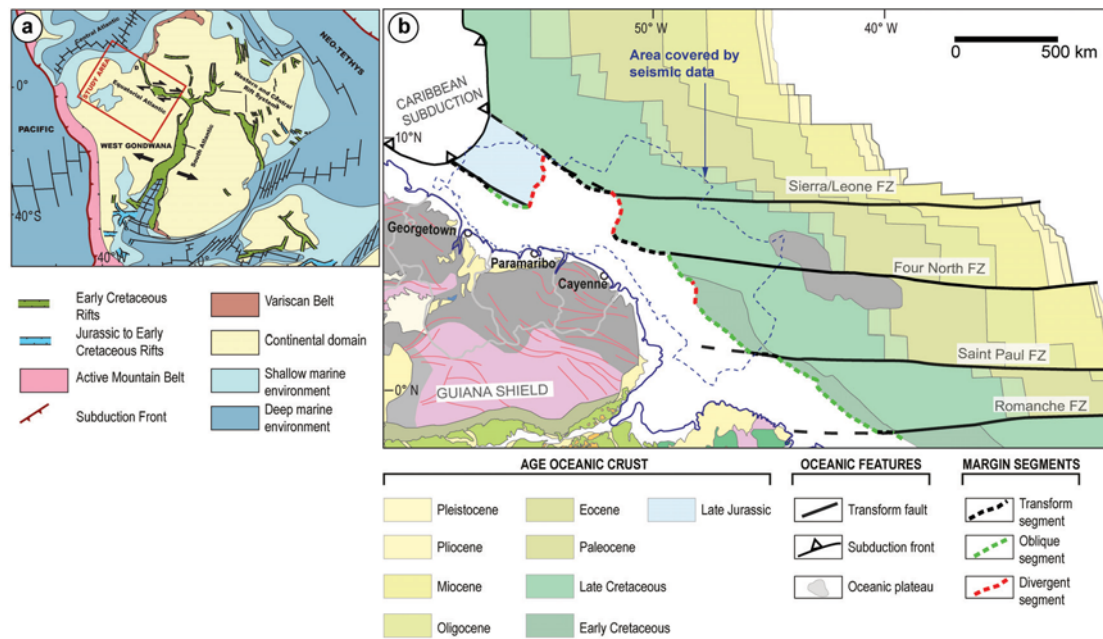 a
Central Atlantic
NEO-TETHYS
0°
STUDY AREA
Equatorial Atlantic
Western and Central
Rift Systems
PACIFIC
WEST GONDWANA
South Atlantic
40°S
40°N
0°
Early Cretaceous
Rifts
Jurassic to Early
Cretaceous Rifts
Active Mountain Belt
Subduction Front
Variscan Belt
Continental domain
Shallow marine
environment
Deep marine
environment
b
50° W
40° W
0
500 km
Area covered by
seismic data
CARIBBEAN
SUBDUCTION
10°N
Sierra/Leone FZ
Georgetown
Paramaribo
Cayenne
Four North FZ
Saint Paul FZ
0°N
GUIANA SHIELD
Romanche FZ
AGE OCEANIC CRUST
Pleistocene
Pliocene
Miocene
Oligocene
Eocene
Paleocene
Late Cretaceous
Early Cretaceous
Late Jurassic
OCEANIC FEATURES
Transform fault
Subduction front
Oceanic plateau
MARGIN SEGMENTS
Transform
segment
Oblique
segment
Divergent
segment